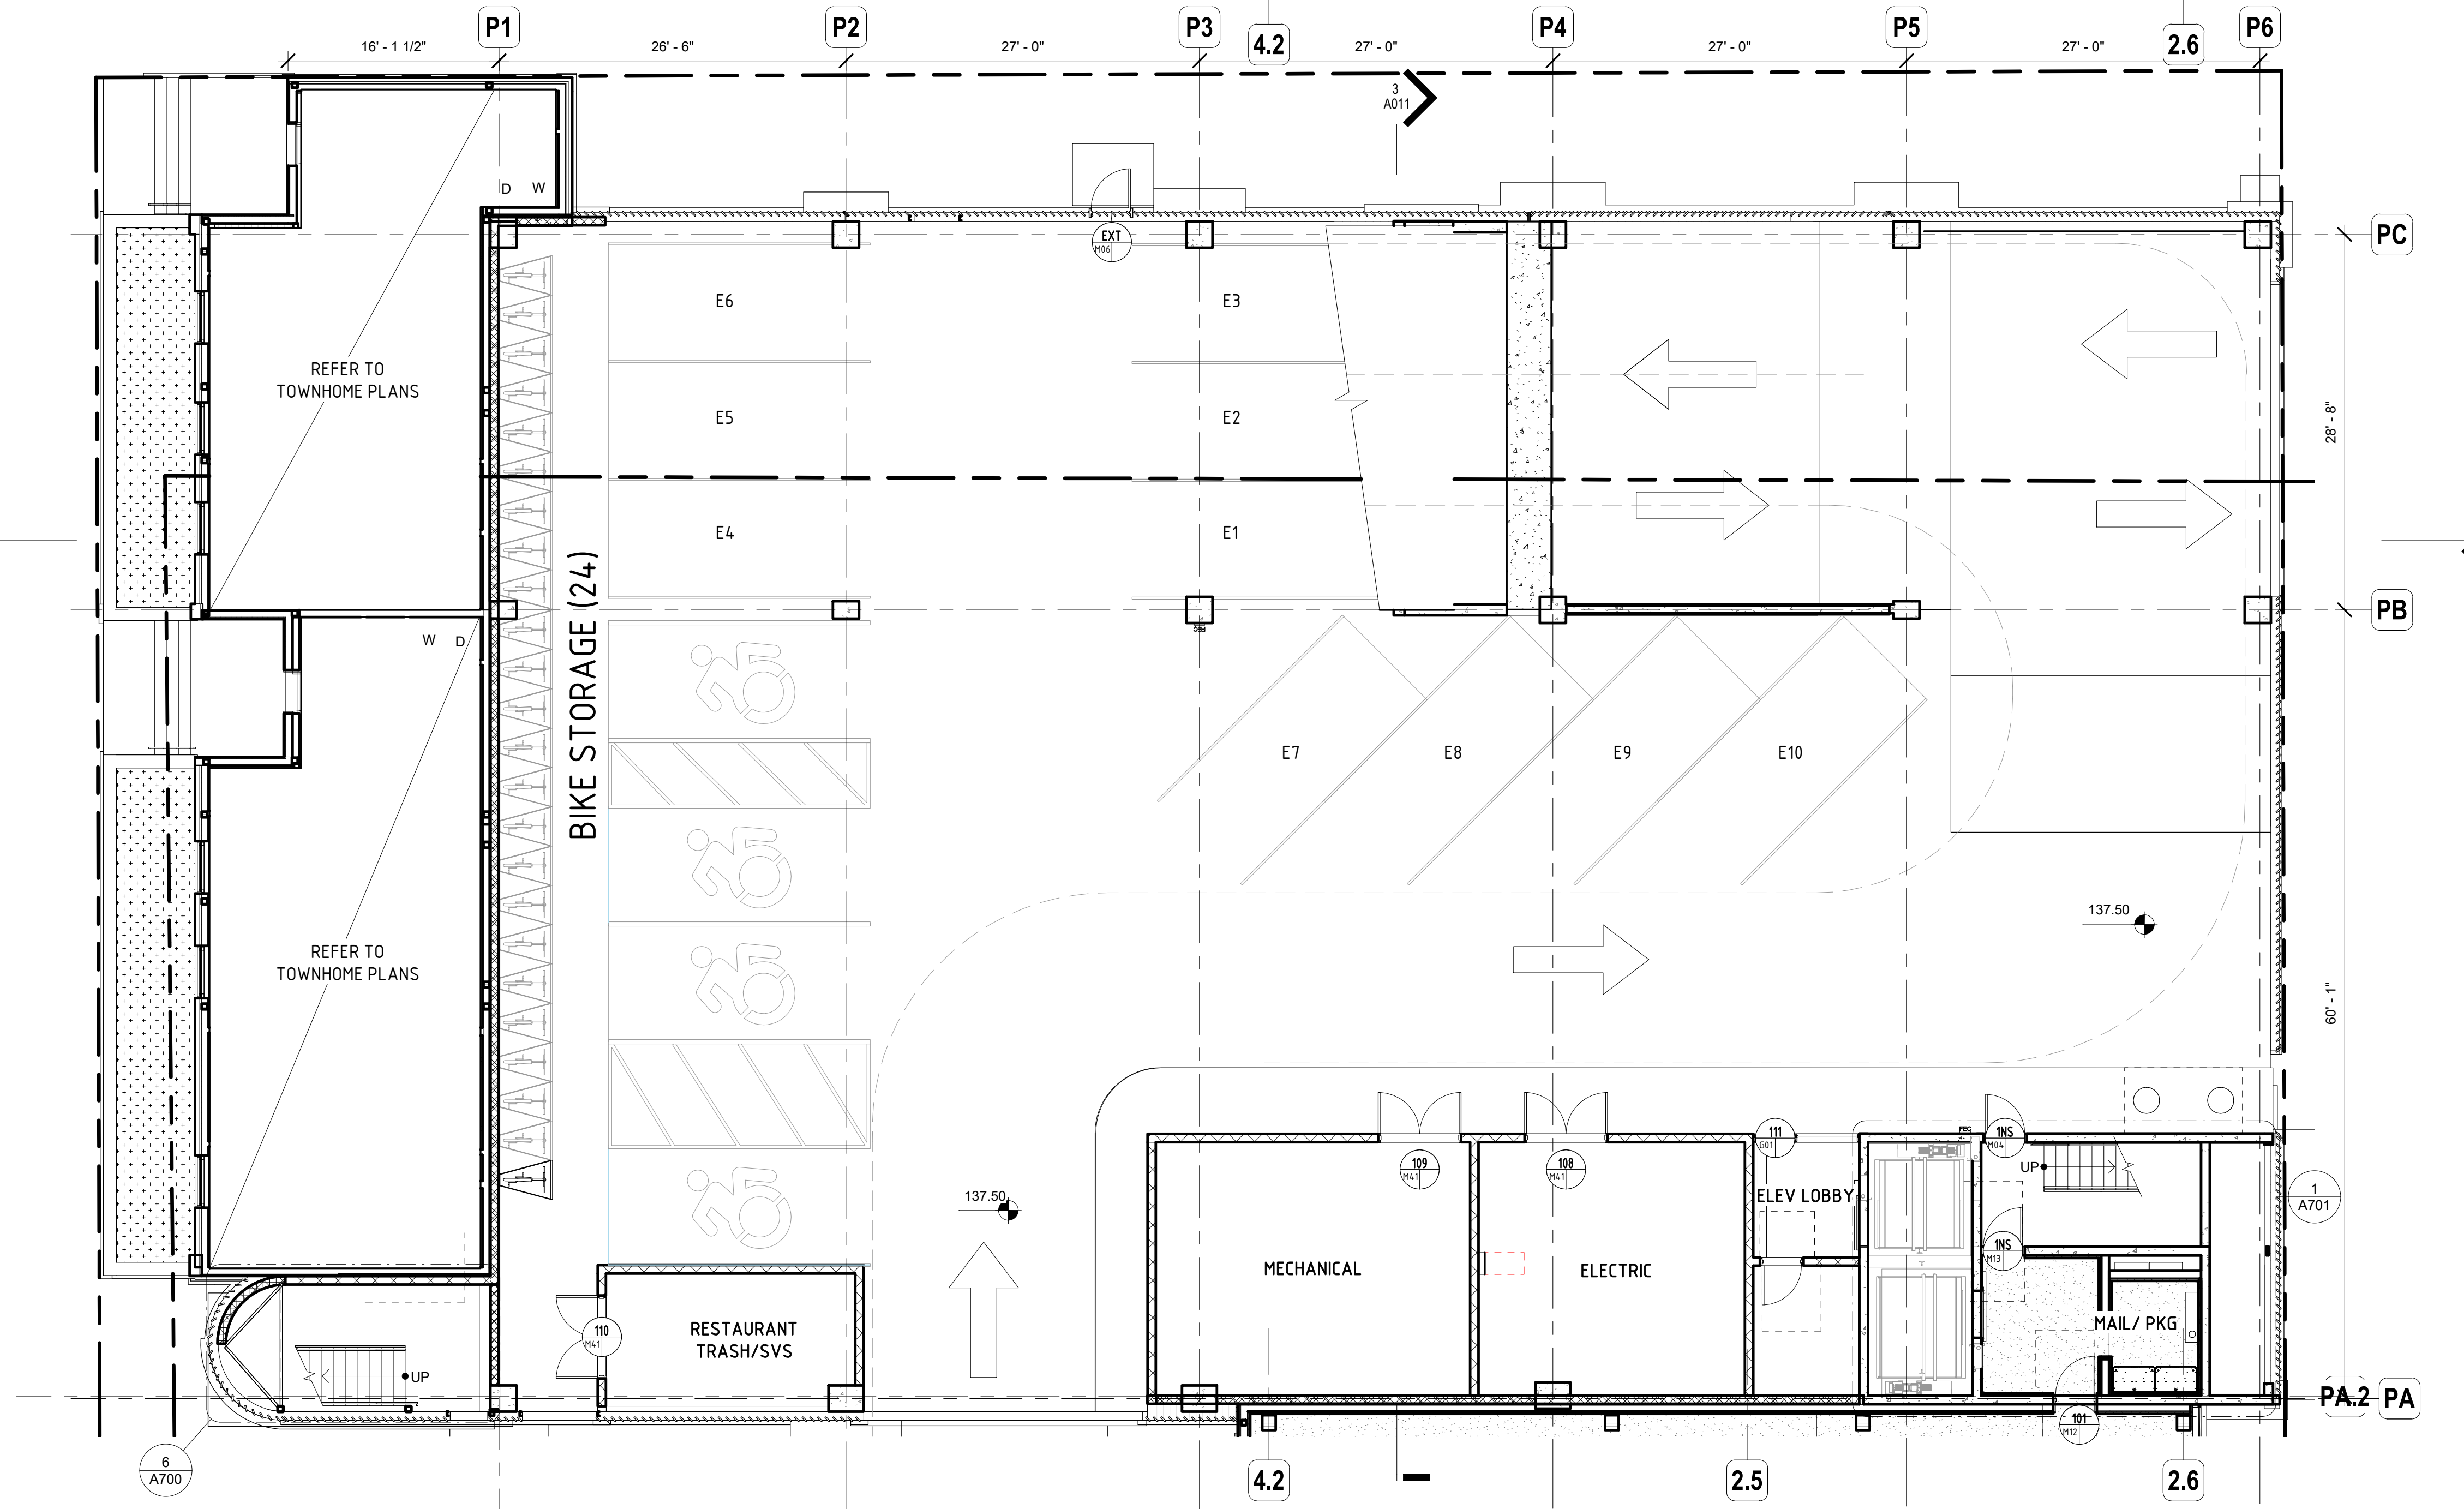 P1
P2
P3
4.2
P4
P5
2.6
P6
16' - 1 1/2"
26' - 6"
27' - 0"
27' - 0"
27' - 0"
27' - 0"
3
A011
D W
EXT
M06
PC
E6
E3
REFER TO
TOWNHOME PLANS
E5
E2
28' - 8"
E4
E1
BIKE STORAGE (24)
PB
FEC
W D
E7
E8
E9
E10
137.50
REFER TO
TOWNHOME PLANS
60' - 1"
137.50
111
G01
FEC
1NS
M04
109
M41
108
M41
UP
ELEV LOBBY
1
A701
1NS
M13
MECHANICAL
ELECTRIC
110
M41
RESTAURANT
TRASH/SVS
MAIL/ PKG
UP
PA.2
PA
101
M12
6
A700
4.2
2.5
2.6